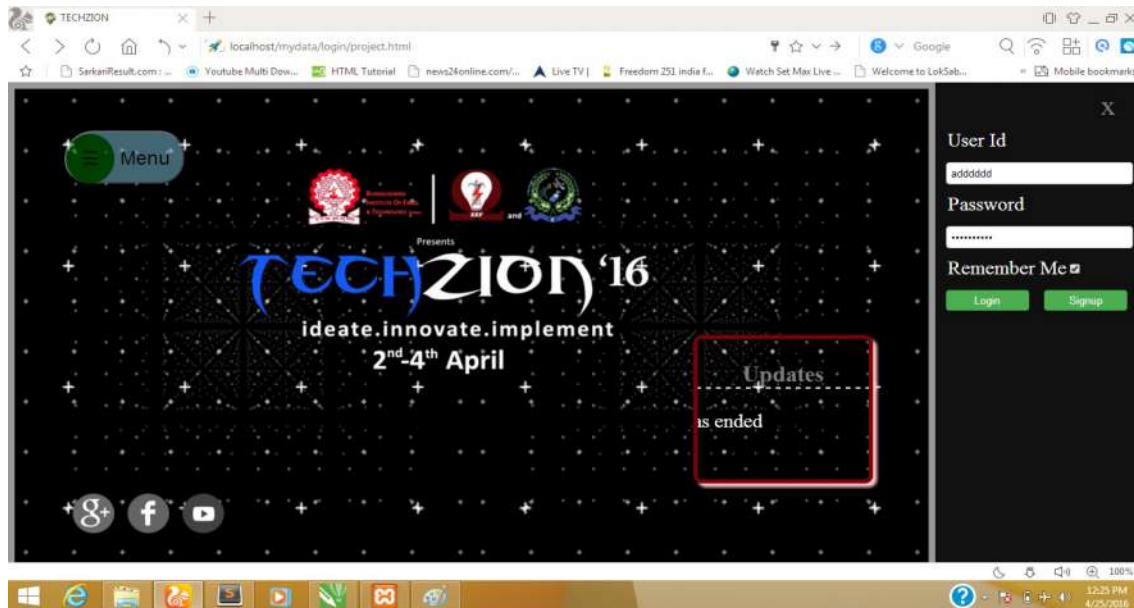 TECHZION
localhost/mydata/login/project.html
Google
SarkariResult.com : ...
Youtube Multi Dow...
HTML Tutorial
news24online.com/...
Live TV |
Freedom 251 india f...
Watch Set Max Live ...
Welcome to LokSab...
Mobile bookmarks
X
Menu
User Id
adddddd
Password
Remember Me
Login
Signup
and
Presents
TECHZION '16
ideate.innovate.implement
2nd-4th April
Updates
as ended
100%
12:25 PM
4/25/2016